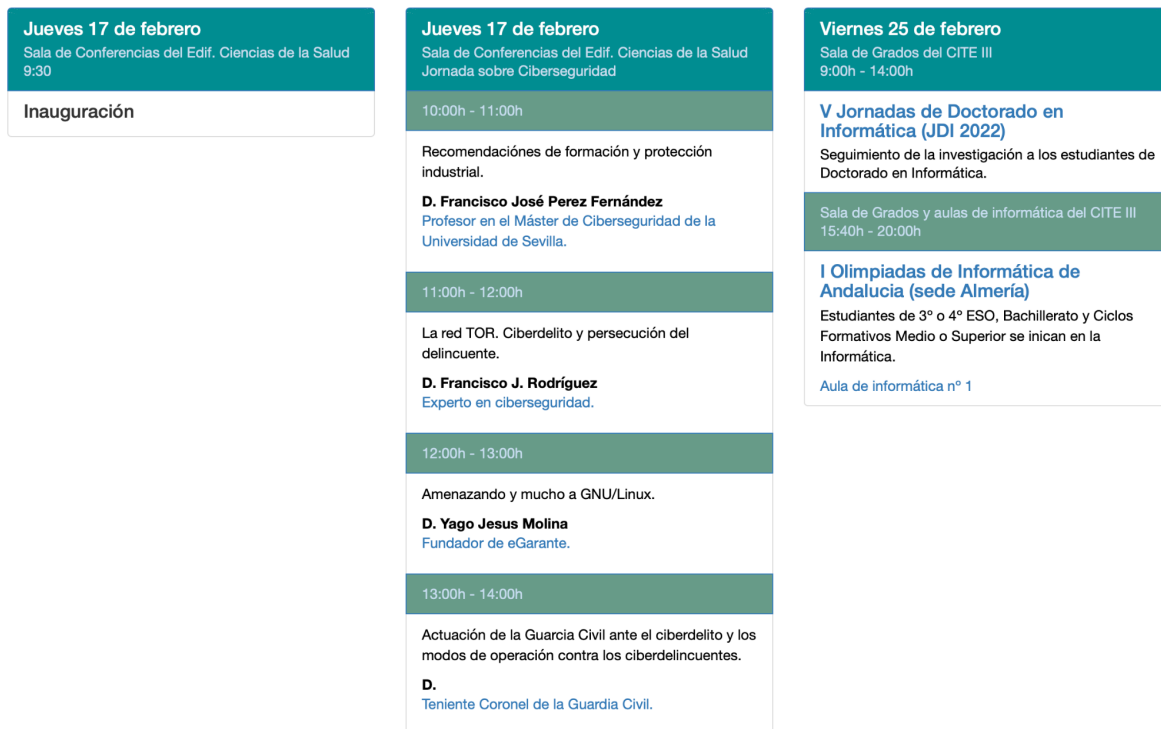 Jueves 17 de febrero
Sala de Conferencias del Edif. Ciencias de la Salud
9:30
Inauguración
Jueves 17 de febrero
Sala de Conferencias del Edif. Ciencias de la Salud
Jornada sobre Ciberseguridad
10:00h - 11:00h
Recomendaciónes de formación y protección
industrial.
D. Francisco José Perez Fernández
Profesor en el Máster de Ciberseguridad de la
Universidad de Sevilla.
11:00h - 12:00h
La red TOR. Ciberdelito y persecución del
delincuente.
D. Francisco J. Rodríguez
Experto en ciberseguridad.
12:00h - 13:00h
Amenazando y mucho a GNU/Linux.
D. Yago Jesus Molina
Fundador de eGarante.
13:00h - 14:00h
Actuación de la Guarcia Civil ante el ciberdelito y los
modos de operación contra los ciberdelincuentes.
D.
Teniente Coronel de la Guardia Civil.
Viernes 25 de febrero
Sala de Grados del CITE III
9:00h - 14:00h
V Jornadas de Doctorado en
Informática (JDI 2022)
Seguimiento de la investigación a los estudiantes de
Doctorado en Informática.
Sala de Grados y aulas de informática del CITE III
15:40h - 20:00h
I Olimpiadas de Informática de
Andalucia (sede Almería)
Estudiantes de 3º o 4º ESO, Bachillerato y Ciclos
Formativos Medio o Superior se inican en la
Informática.
Aula de informática nº 1